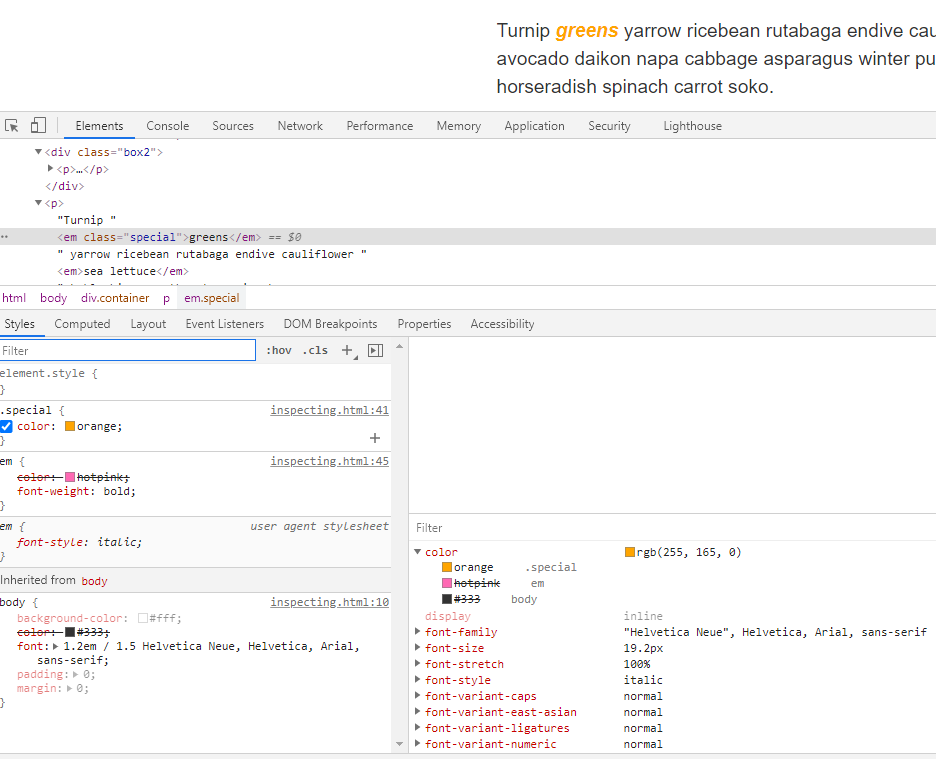 Turnip greens yarrow ricebean rutabaga endive cau
avocado daikon napa cabbage asparagus winter pu
horseradish spinach carrot soko.
Elements Console Sources Network Performance Memory Application Security Lighthouse
<div class="box2">
<p>…</p>
</div>
<p>
"Turnip "
<em class="special">greens</em> == $0
" yarrow ricebean rutabaga endive cauliflower "
<em>sea lettuce</em>
html body div.container p em.special
Styles Computed Layout Event Listeners DOM Breakpoints Properties Accessibility
Filter :hov .cls +
element.style {
}
.special { inspecting.html:41
color: orange;
}
em { inspecting.html:45
color: hotpink;
font-weight: bold;
}
em { user agent stylesheet
font-style: italic;
}
Inherited from body
body { inspecting.html:10
background-color: #fff;
color: #333;
font: 1.2em / 1.5 Helvetica Neue, Helvetica, Arial,
sans-serif;
padding: 0;
margin: 0;
}
Filter
color rgb(255, 165, 0)
orange .special
hotpink em
#333 body
display inline
font-family "Helvetica Neue", Helvetica, Arial, sans-serif
font-size 19.2px
font-stretch 100%
font-style italic
font-variant-caps normal
font-variant-east-asian normal
font-variant-ligatures normal
font-variant-numeric normal